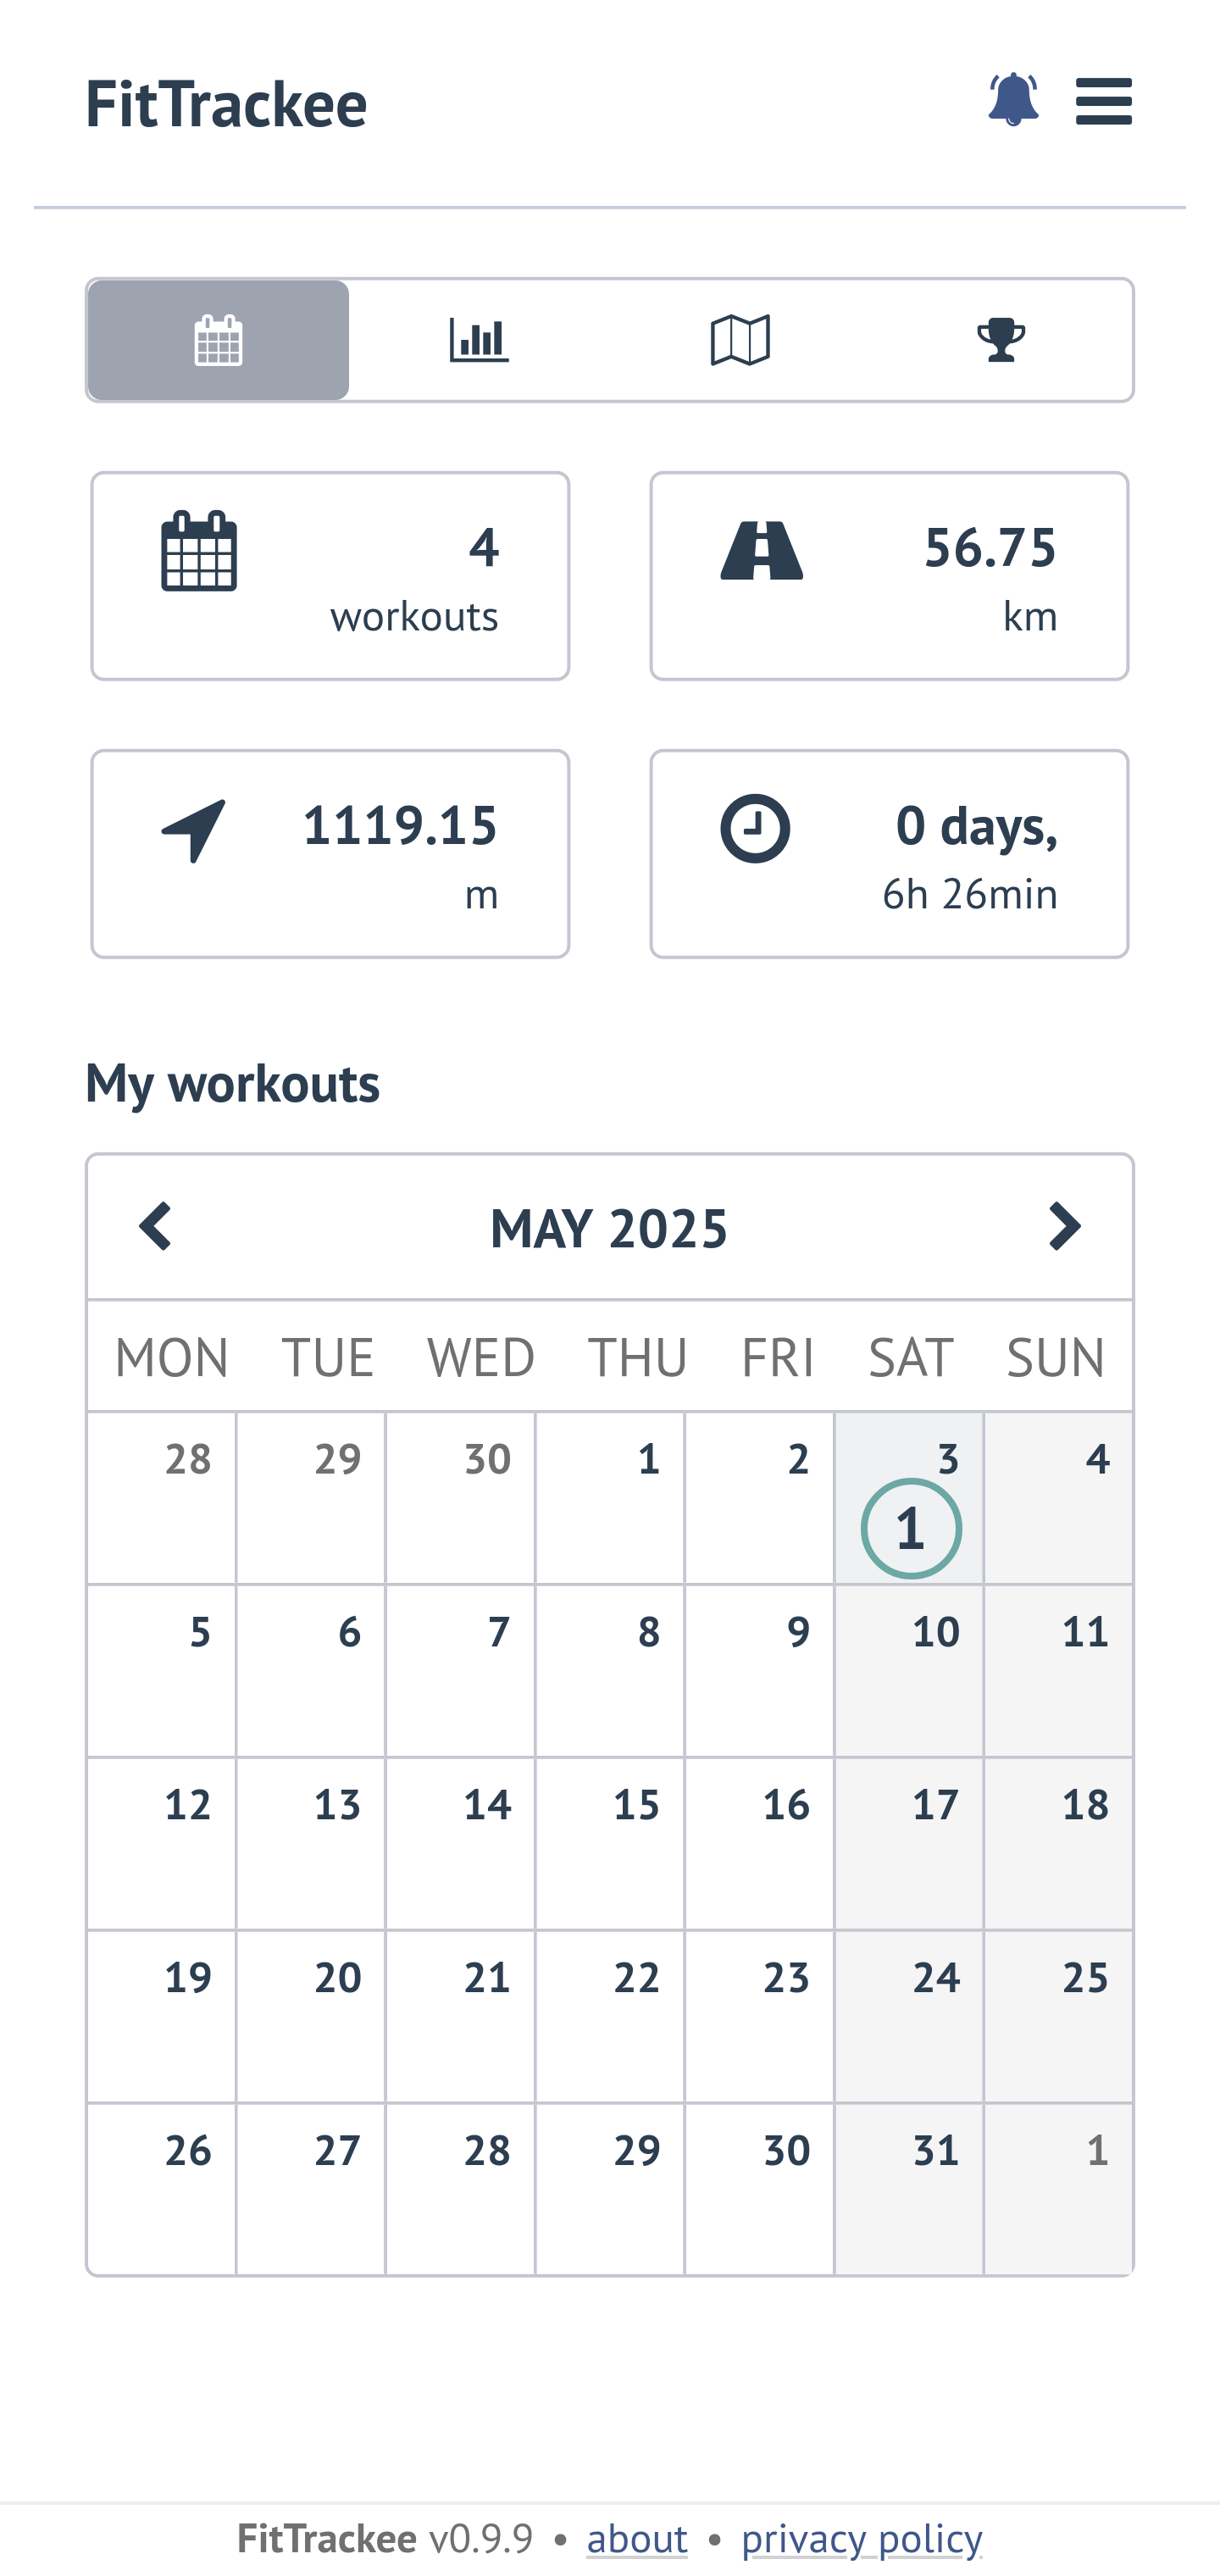 FitTrackee
4
workouts
56.75
km
1119.15
m
0 days,
6h 26min
My workouts
MAY 2025
MON TUE WED THU FRI SAT SUN
28 29 30 1 2 3 4
1
5 6 7 8 9 10 11
12 13 14 15 16 17 18
19 20 21 22 23 24 25
26 27 28 29 30 31 1
FitTrackee v0.9.9 • about • privacy policy